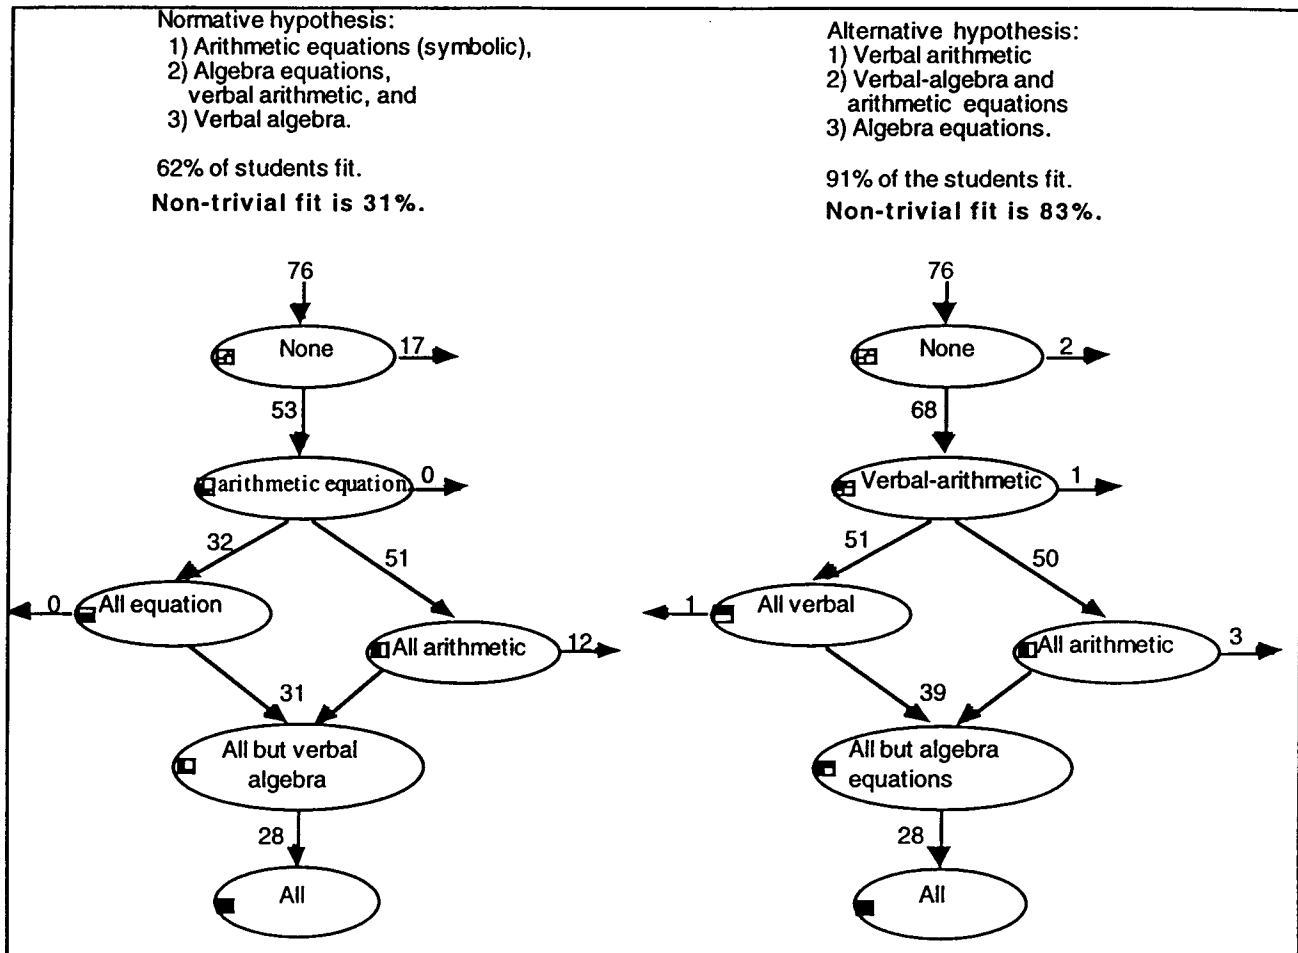 Normative hypothesis:
1) Arithmetic equations (symbolic),
2) Algebra equations,
verbal arithmetic, and
3) Verbal algebra.
62% of students fit.
Non-trivial fit is 31%.
76
None
17
53
arithmetic equation
0
32
51
0
All equation
All arithmetic
12
31
All but verbal
algebra
28
All
Alternative hypothesis:
1) Verbal arithmetic
2) Verbal-algebra and
arithmetic equations
3) Algebra equations.
91% of the students fit.
Non-trivial fit is 83%.
76
None
2
68
Verbal-arithmetic
1
51
50
1
All verbal
All arithmetic
3
39
All but algebra
equations
28
All